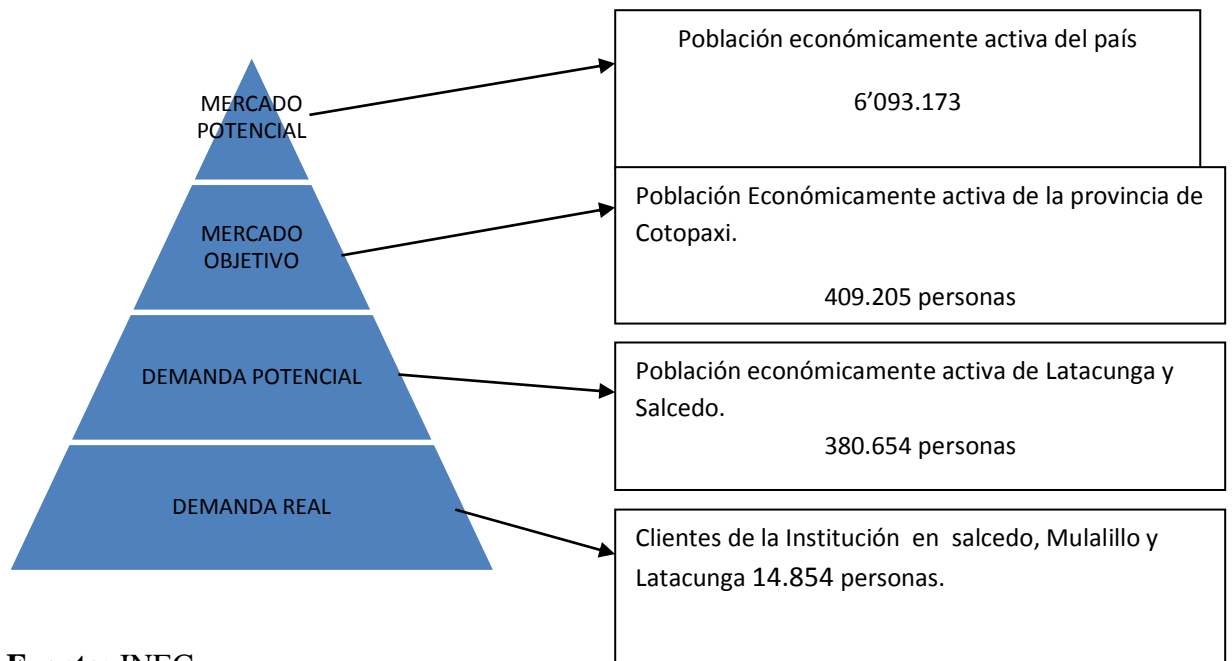 MERCADO
POTENCIAL
Población económicamente activa del país
6’093.173
MERCADO
OBJETIVO
Población Económicamente activa de la provincia de
Cotopaxi.
409.205 personas
DEMANDA POTENCIAL
Población económicamente activa de Latacunga y
Salcedo.
380.654 personas
DEMANDA REAL
Clientes de la Institución en salcedo, Mulalillo y
Latacunga 14.854 personas.